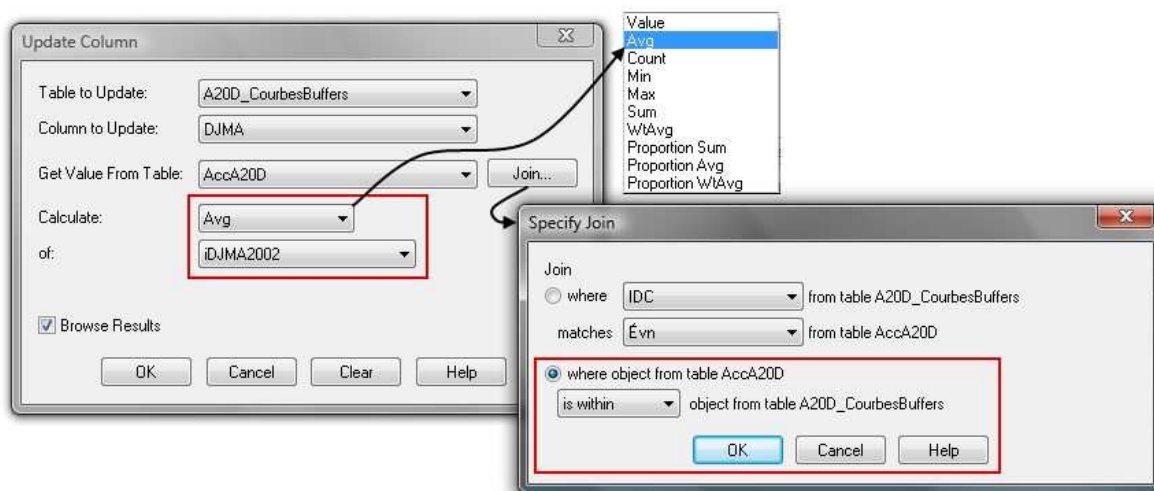 Update Column
Table to Update: A20D_CourbesBuffers
Column to Update: DJMA
Get Value From Table: AccA20D Join...
Calculate: Avg
of: iDJMA2002
Browse Results
OK Cancel Clear Help
Value
Avg
Count
Min
Max
Sum
WtAvg
Proportion Sum
Proportion Avg
Proportion WtAvg
Specify Join
Join
where IDC from table A20D_CourbesBuffers
matches Évn from table AccA20D
where object from table AccA20D
is within object from table A20D_CourbesBuffers
OK Cancel Help